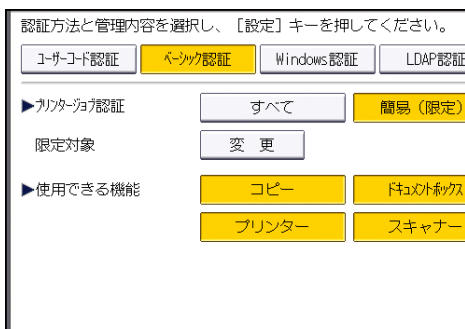 認証方法と管理内容を選択し、［設定］キーを押してください。
ユーザーコード認証 ベーシック認証 Windows認証 LDAP認証
▶プリンタージョブ認証 すべて 簡易（限定）
限定対象 変 更
▶使用できる機能 コピー ドキュメントボックス
プリンター スキャナー